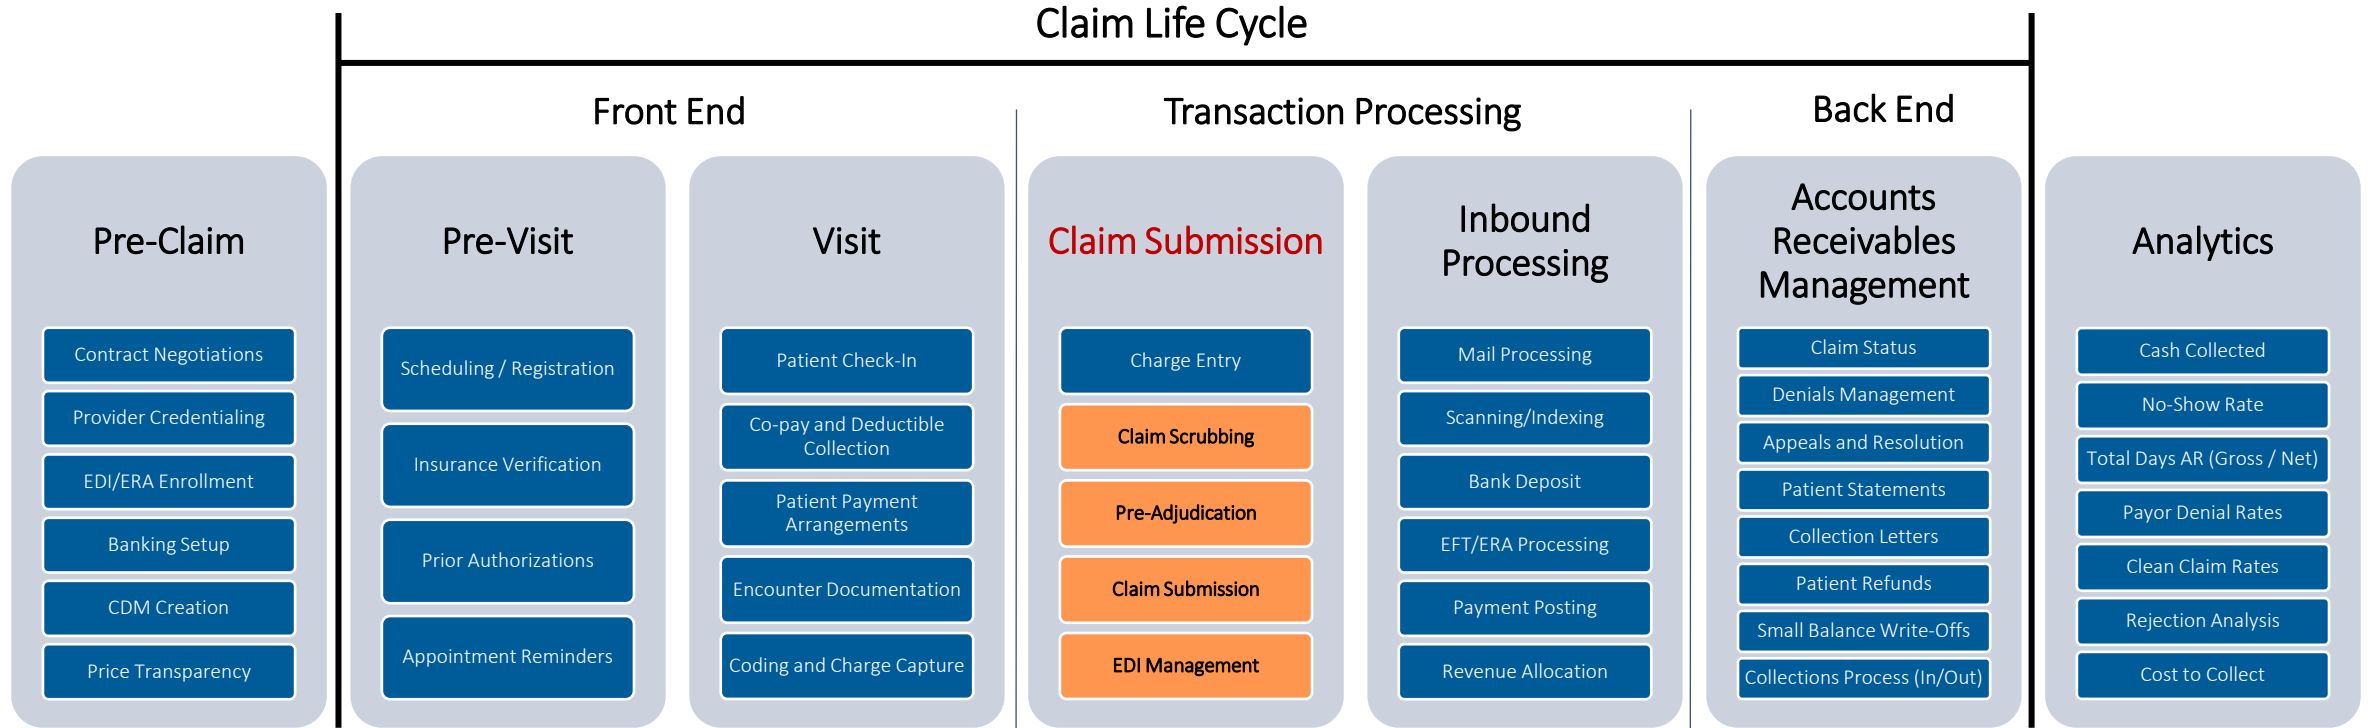 Claim Life Cycle
Front End
Transaction Processing
Back End
Pre-Claim
Contract Negotiations
Provider Credentialing
EDI/ERA Enrollment
Banking Setup
CDM Creation
Price Transparency
Pre-Visit
Scheduling / Registration
Insurance Verification
Prior Authorizations
Appointment Reminders
Visit
Patient Check-In
Co-pay and Deductible
Collection
Patient Payment
Arrangements
Encounter Documentation
Coding and Charge Capture
Claim Submission
Charge Entry
Claim Scrubbing
Pre-Adjudication
Claim Submission
EDI Management
Inbound
Processing
Mail Processing
Scanning/Indexing
Bank Deposit
EFT/ERA Processing
Payment Posting
Revenue Allocation
Accounts
Receivables
Management
Claim Status
Denials Management
Appeals and Resolution
Patient Statements
Collection Letters
Patient Refunds
Small Balance Write-Offs
Collections Process (In/Out)
Analytics
Cash Collected
No-Show Rate
Total Days AR (Gross / Net)
Payor Denial Rates
Clean Claim Rates
Rejection Analysis
Cost to Collect